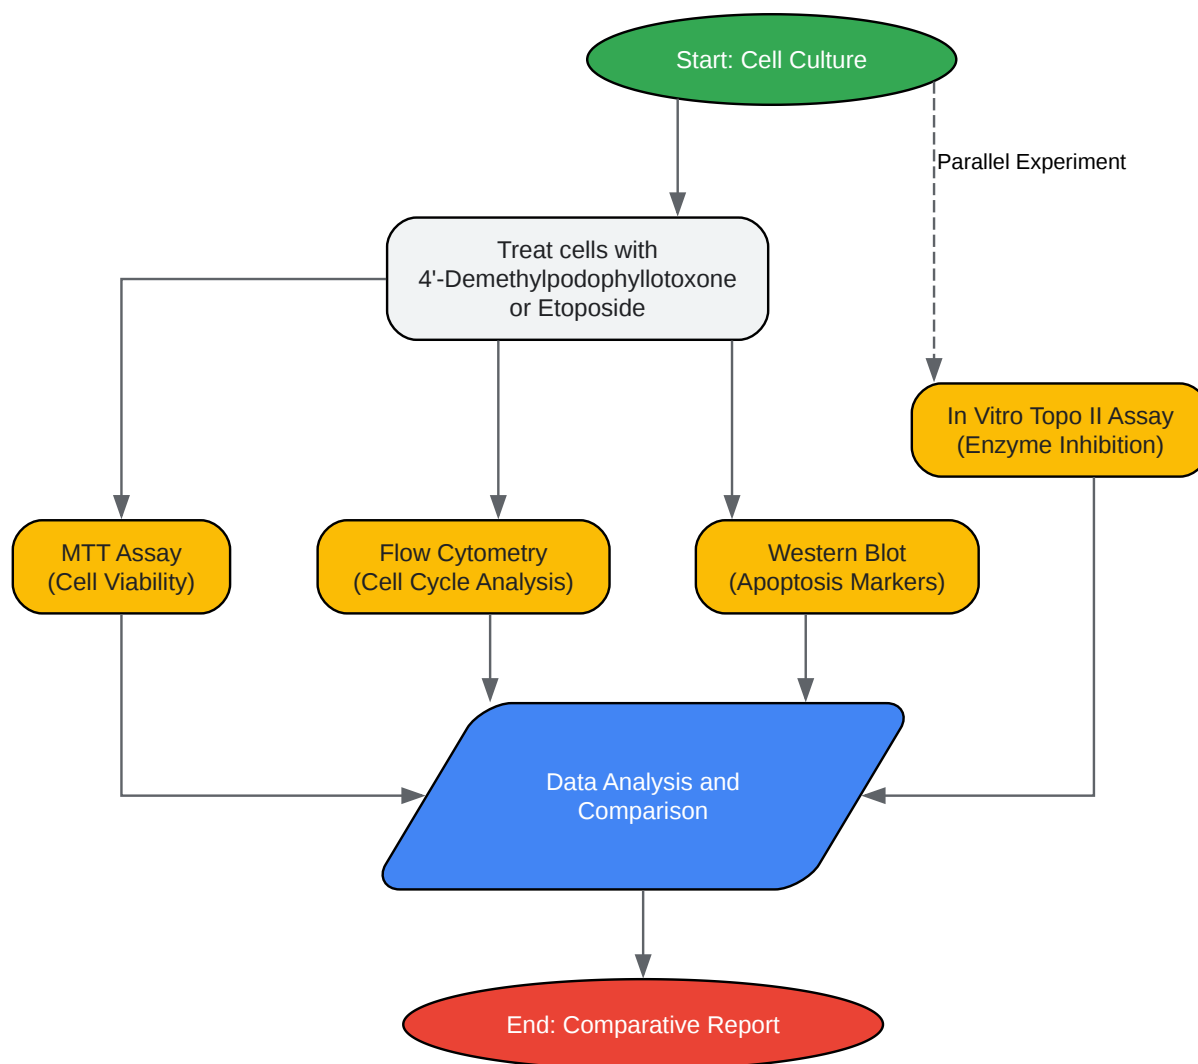 Start: Cell Culture
Parallel Experiment
Treat cells with
4'-Demethylpodophyllotoxone
or Etoposide
In Vitro Topo II Assay
(Enzyme Inhibition)
MTT Assay
(Cell Viability)
Flow Cytometry
(Cell Cycle Analysis)
Western Blot
(Apoptosis Markers)
Data Analysis and
Comparison
End: Comparative Report